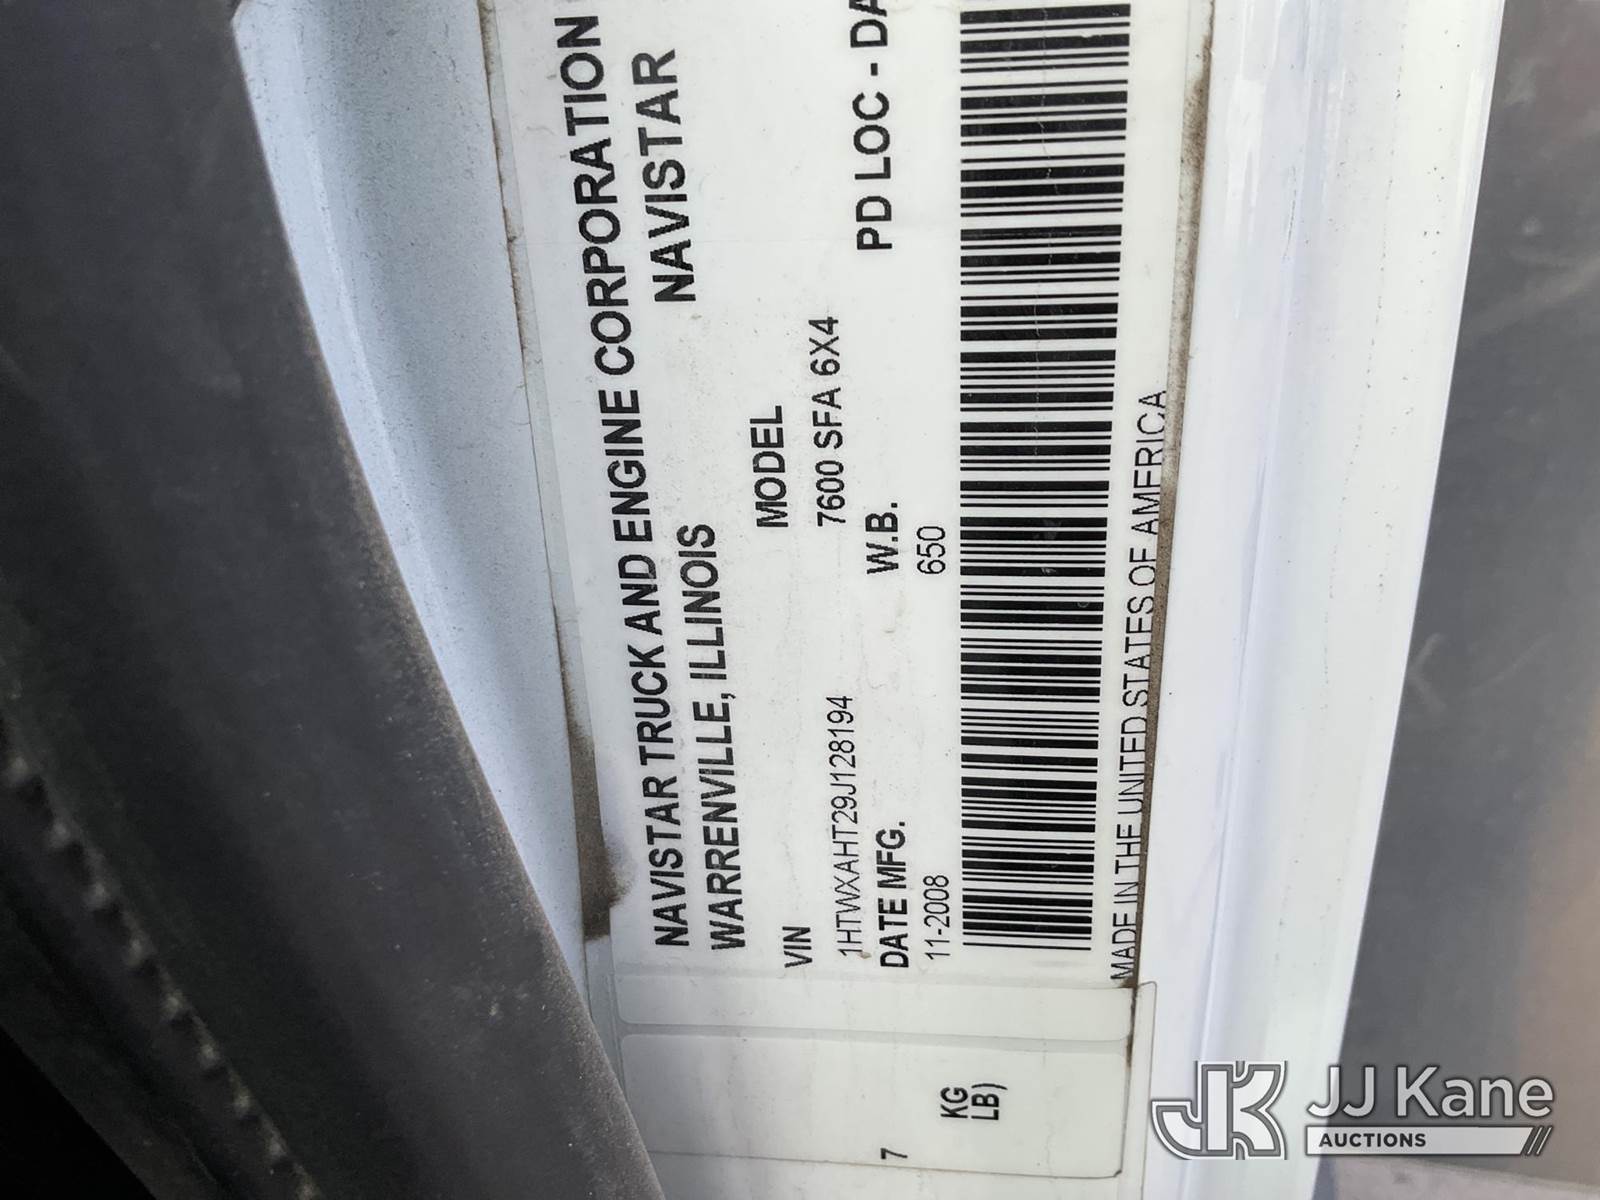 NAVISTAR TRUCK AND ENGINE CORPORATION
WARRENVILLE, ILLINOIS NAVISTAR
VIN MODEL
1HTWXAHT29J128194 7600 SFA 6X4
DATE MFG. W.B. PD LOC - DA
11-2008 650
MADE IN THE UNITED STATES OF AMERICA
7
KG
LB)
JK
JJ Kane
AUCTIONS